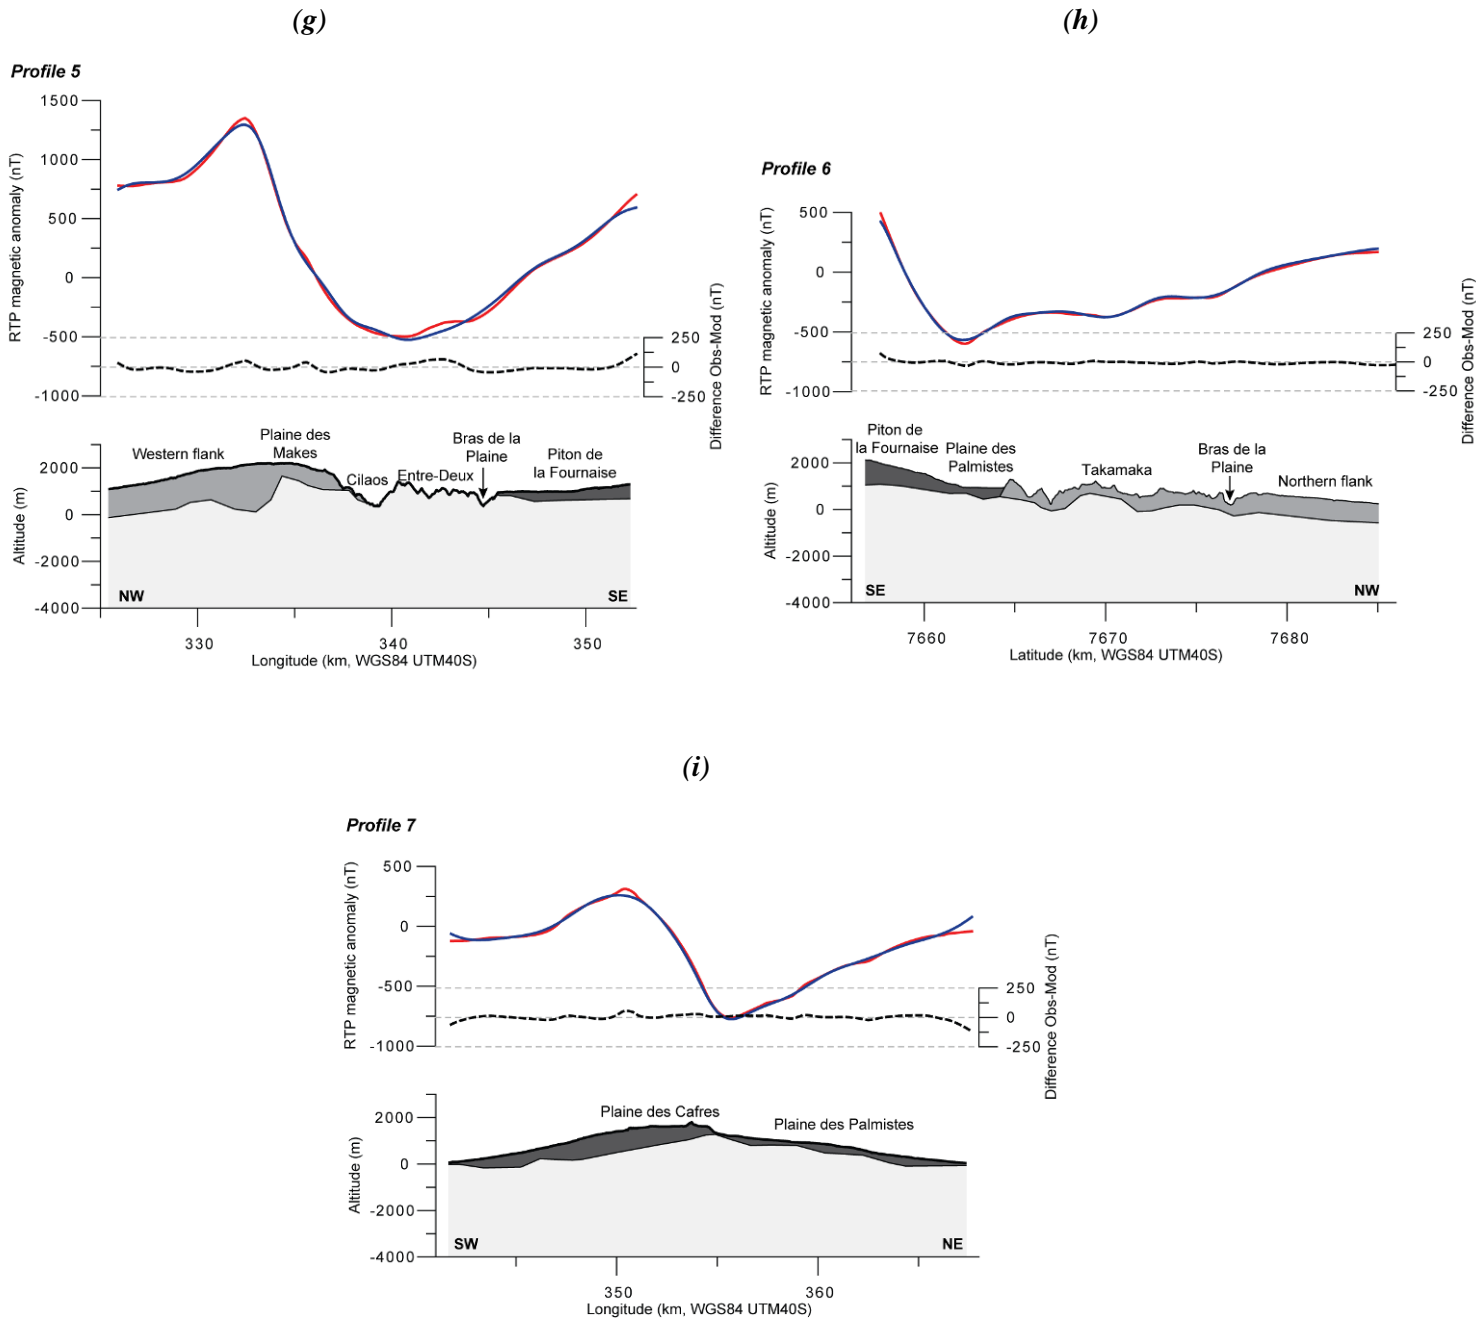 (g)
Profile 5
RTP magnetic anomaly (nT)
1500
1000
500
0
-500
-1000
250
0
-250
Difference Obs-Mod (nT)
Altitude (m)
2000
0
-2000
-4000
Western flank
Plaine des
Makes
Cilaos
Entre-Deux
Bras de la
Plaine
Piton de
la Fournaise
NW
SE
330
340
350
Longitude (km, WGS84 UTM40S)
(h)
Profile 6
RTP magnetic anomaly (nT)
500
0
-500
-1000
250
0
-250
Difference Obs-Mod (nT)
Altitude (m)
2000
0
-2000
-4000
Piton de
la Fournaise
Plaine des
Palmistes
Takamaka
Bras de la
Plaine
Northern flank
SE
NW
7660
7670
7680
Latitude (km, WGS84 UTM40S)
(i)
Profile 7
RTP magnetic anomaly (nT)
500
0
-500
-1000
250
0
-250
Difference Obs-Mod (nT)
Altitude (m)
2000
0
-2000
-4000
Plaine des Cafres
Plaine des Palmistes
SW
NE
350
360
Longitude (km, WGS84 UTM40S)